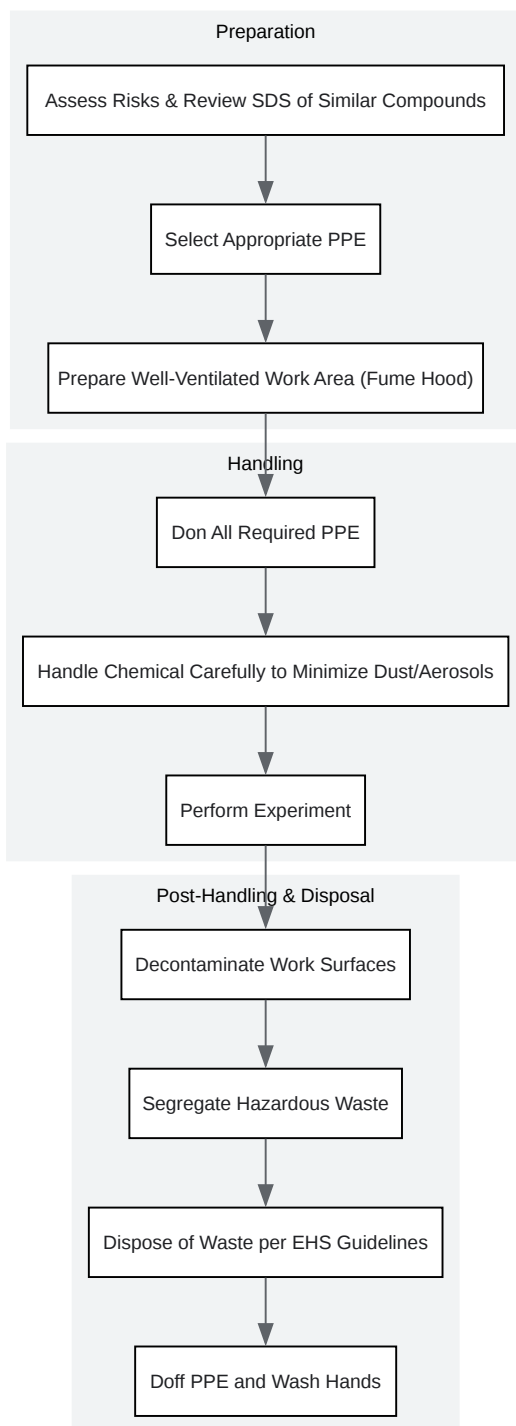 Preparation
Assess Risks & Review SDS of Similar Compounds
Select Appropriate PPE
Prepare Well-Ventilated Work Area (Fume Hood)
Handling
Don All Required PPE
Handle Chemical Carefully to Minimize Dust/Aerosols
Perform Experiment
Post-Handling & Disposal
Decontaminate Work Surfaces
Segregate Hazardous Waste
Dispose of Waste per EHS Guidelines
Doff PPE and Wash Hands